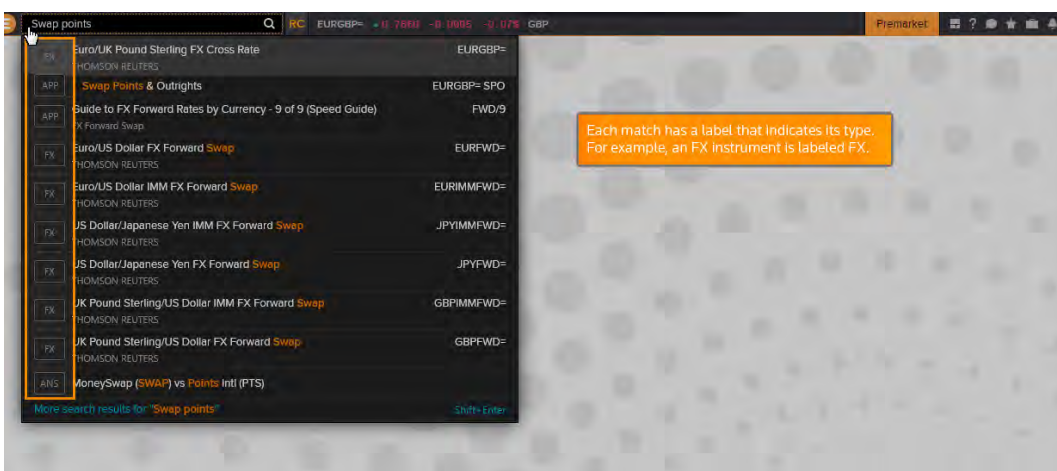 Swap points RC EURGBP= -0.0005 GBP Premarket ?
FX Euro/UK Pound Sterling FX Cross Rate EURGBP=
THOMSON REUTERS
APP Swap Points & Outrights EURGBP= SPO
APP Guide to FX Forward Rates by Currency - 9 of 9 (Speed Guide) FWD/9
FX Forward Swap
FX Euro/US Dollar FX Forward Swap EURFWD=
THOMSON REUTERS
FX Euro/US Dollar IMM FX Forward Swap EURIMMFWD=
THOMSON REUTERS
FX US Dollar/Japanese Yen IMM FX Forward Swap JPYIMMFWD=
THOMSON REUTERS
FX US Dollar/Japanese Yen FX Forward Swap JPYFWD=
THOMSON REUTERS
FX UK Pound Sterling/US Dollar IMM FX Forward Swap GBPIMMFWD=
THOMSON REUTERS
FX UK Pound Sterling/US Dollar FX Forward Swap GBPFWD=
THOMSON REUTERS
ANS MoneySwap (SWAP) vs Points Intl (PTS)
More search results for "Swap points" Shift+Enter
Each match has a label that indicates its type.
For example, an FX instrument is labeled FX.